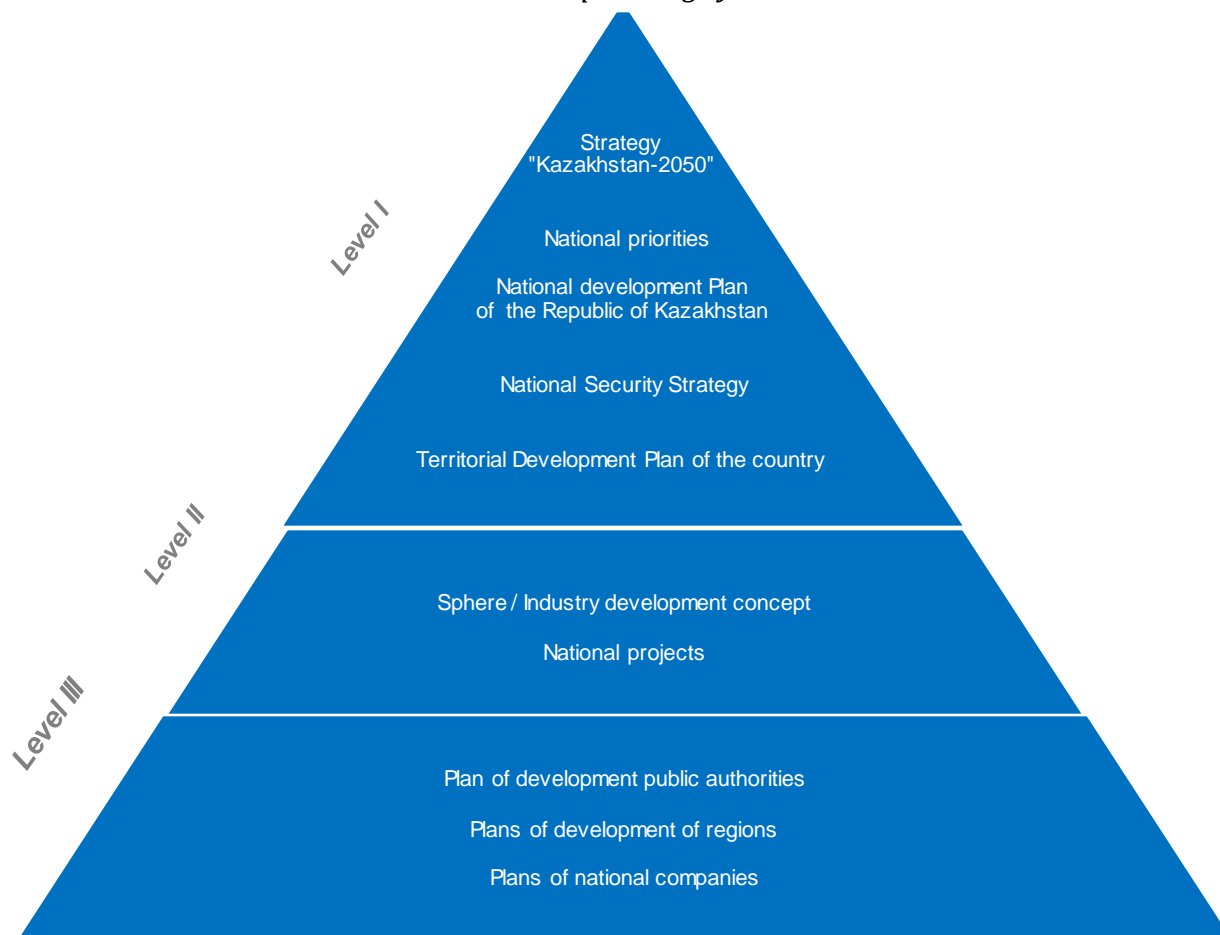 Strategy
"Kazakhstan-2050"
Level I
National priorities
National development Plan
of the Republic of Kazakhstan
National Security Strategy
Territorial Development Plan of the country
Level II
Sphere / Industry development concept
National projects
Level III
Plan of development public authorities
Plans of development of regions
Plans of national companies